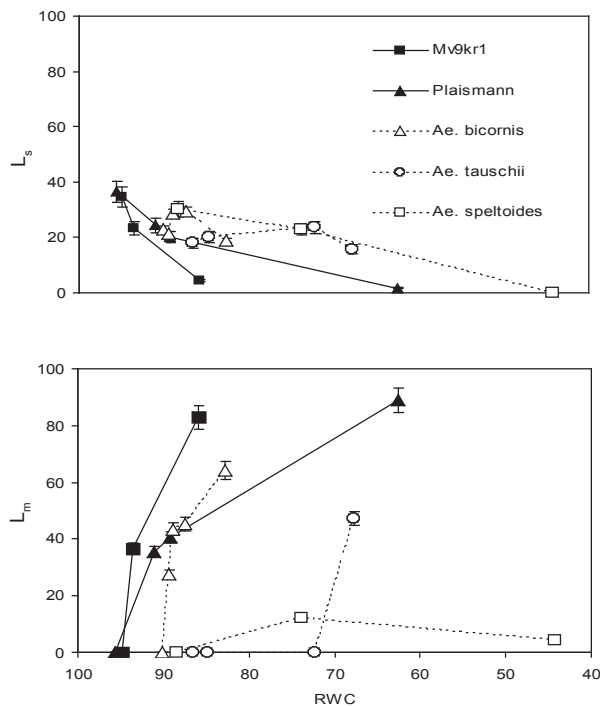 100
80
60
40
20
0
Ls
Mv9kr1
Plaismann
Ae. bicornis
Ae. tauschii
Ae. speltoides
100
80
60
40
20
0
Lm
100 90 80 70 60 50 40
RWC